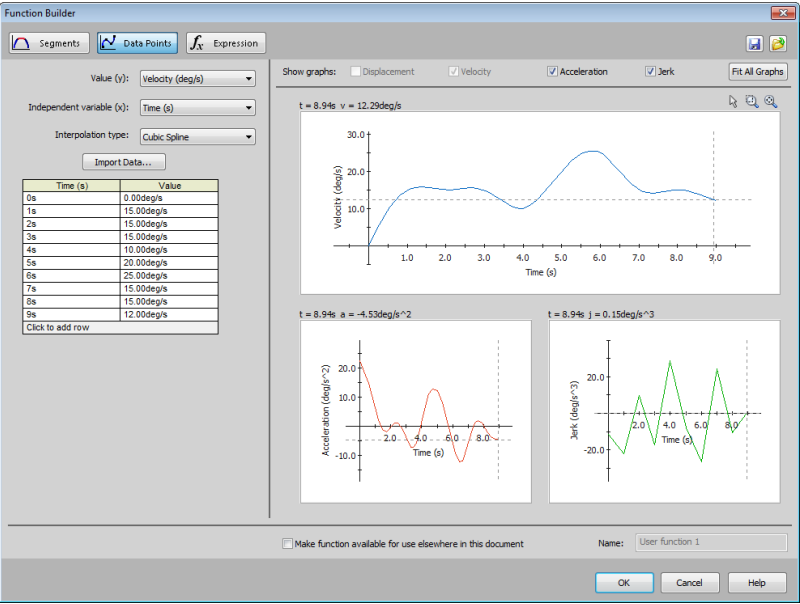 Function Builder
Segments Data Points fx Expression
Value (y): Velocity (deg/s)
Independent variable (x): Time (s)
Interpolation type: Cubic Spline
Import Data...
Time (s) Value
0s 0.00deg/s
1s 15.00deg/s
2s 15.00deg/s
3s 15.00deg/s
4s 10.00deg/s
5s 20.00deg/s
6s 25.00deg/s
7s 15.00deg/s
8s 15.00deg/s
9s 12.00deg/s
Click to add row
Show graphs: Displacement Velocity Acceleration Jerk Fit All Graphs
t = 8.94s v = 12.29deg/s
30.0
20.0
10.0
Velocity (deg/s)
1.0 2.0 3.0 4.0 5.0 6.0 7.0 8.0 9.0
Time (s)
t = 8.94s a = -4.53deg/s^2
20.0
10.0
-10.0
Acceleration (deg/s^2)
2.0 4.0 6.0 8.0
Time (s)
t = 8.94s j = 0.15deg/s^3
20.0
-20.0
Jerk (deg/s^3)
2.0 4.0 6.0 8.0
Time (s)
Make function available for use elsewhere in this document
Name: User function 1
OK Cancel Help